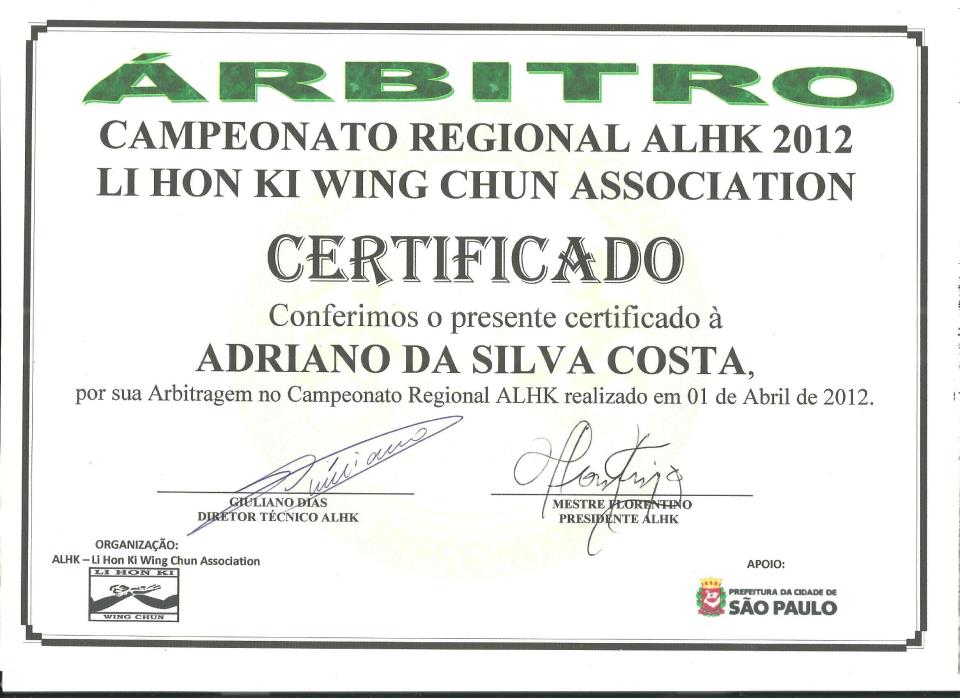 ÁRBITRO
CAMPEONATO REGIONAL ALHK 2012
LI HON KI WING CHUN ASSOCIATION
CERTIFICADO
Conferimos o presente certificado à
ADRIANO DA SILVA COSTA,
por sua Arbitragem no Campeonato Regional ALHK realizado em 01 de Abril de 2012.
Giuliano
Florentino
GIULIANO DIAS
DIRETOR TÉCNICO ALHK
MESTRE FLORENTINO
PRESIDENTE ALHK
ASSOCIATION
ORGANIZAÇÃO:
ALHK – Li Hon Ki Wing Chun Association
LI HON KI
WING CHUN
APOIO:
PREFEITURA DA CIDADE DE
SÃO PAULO